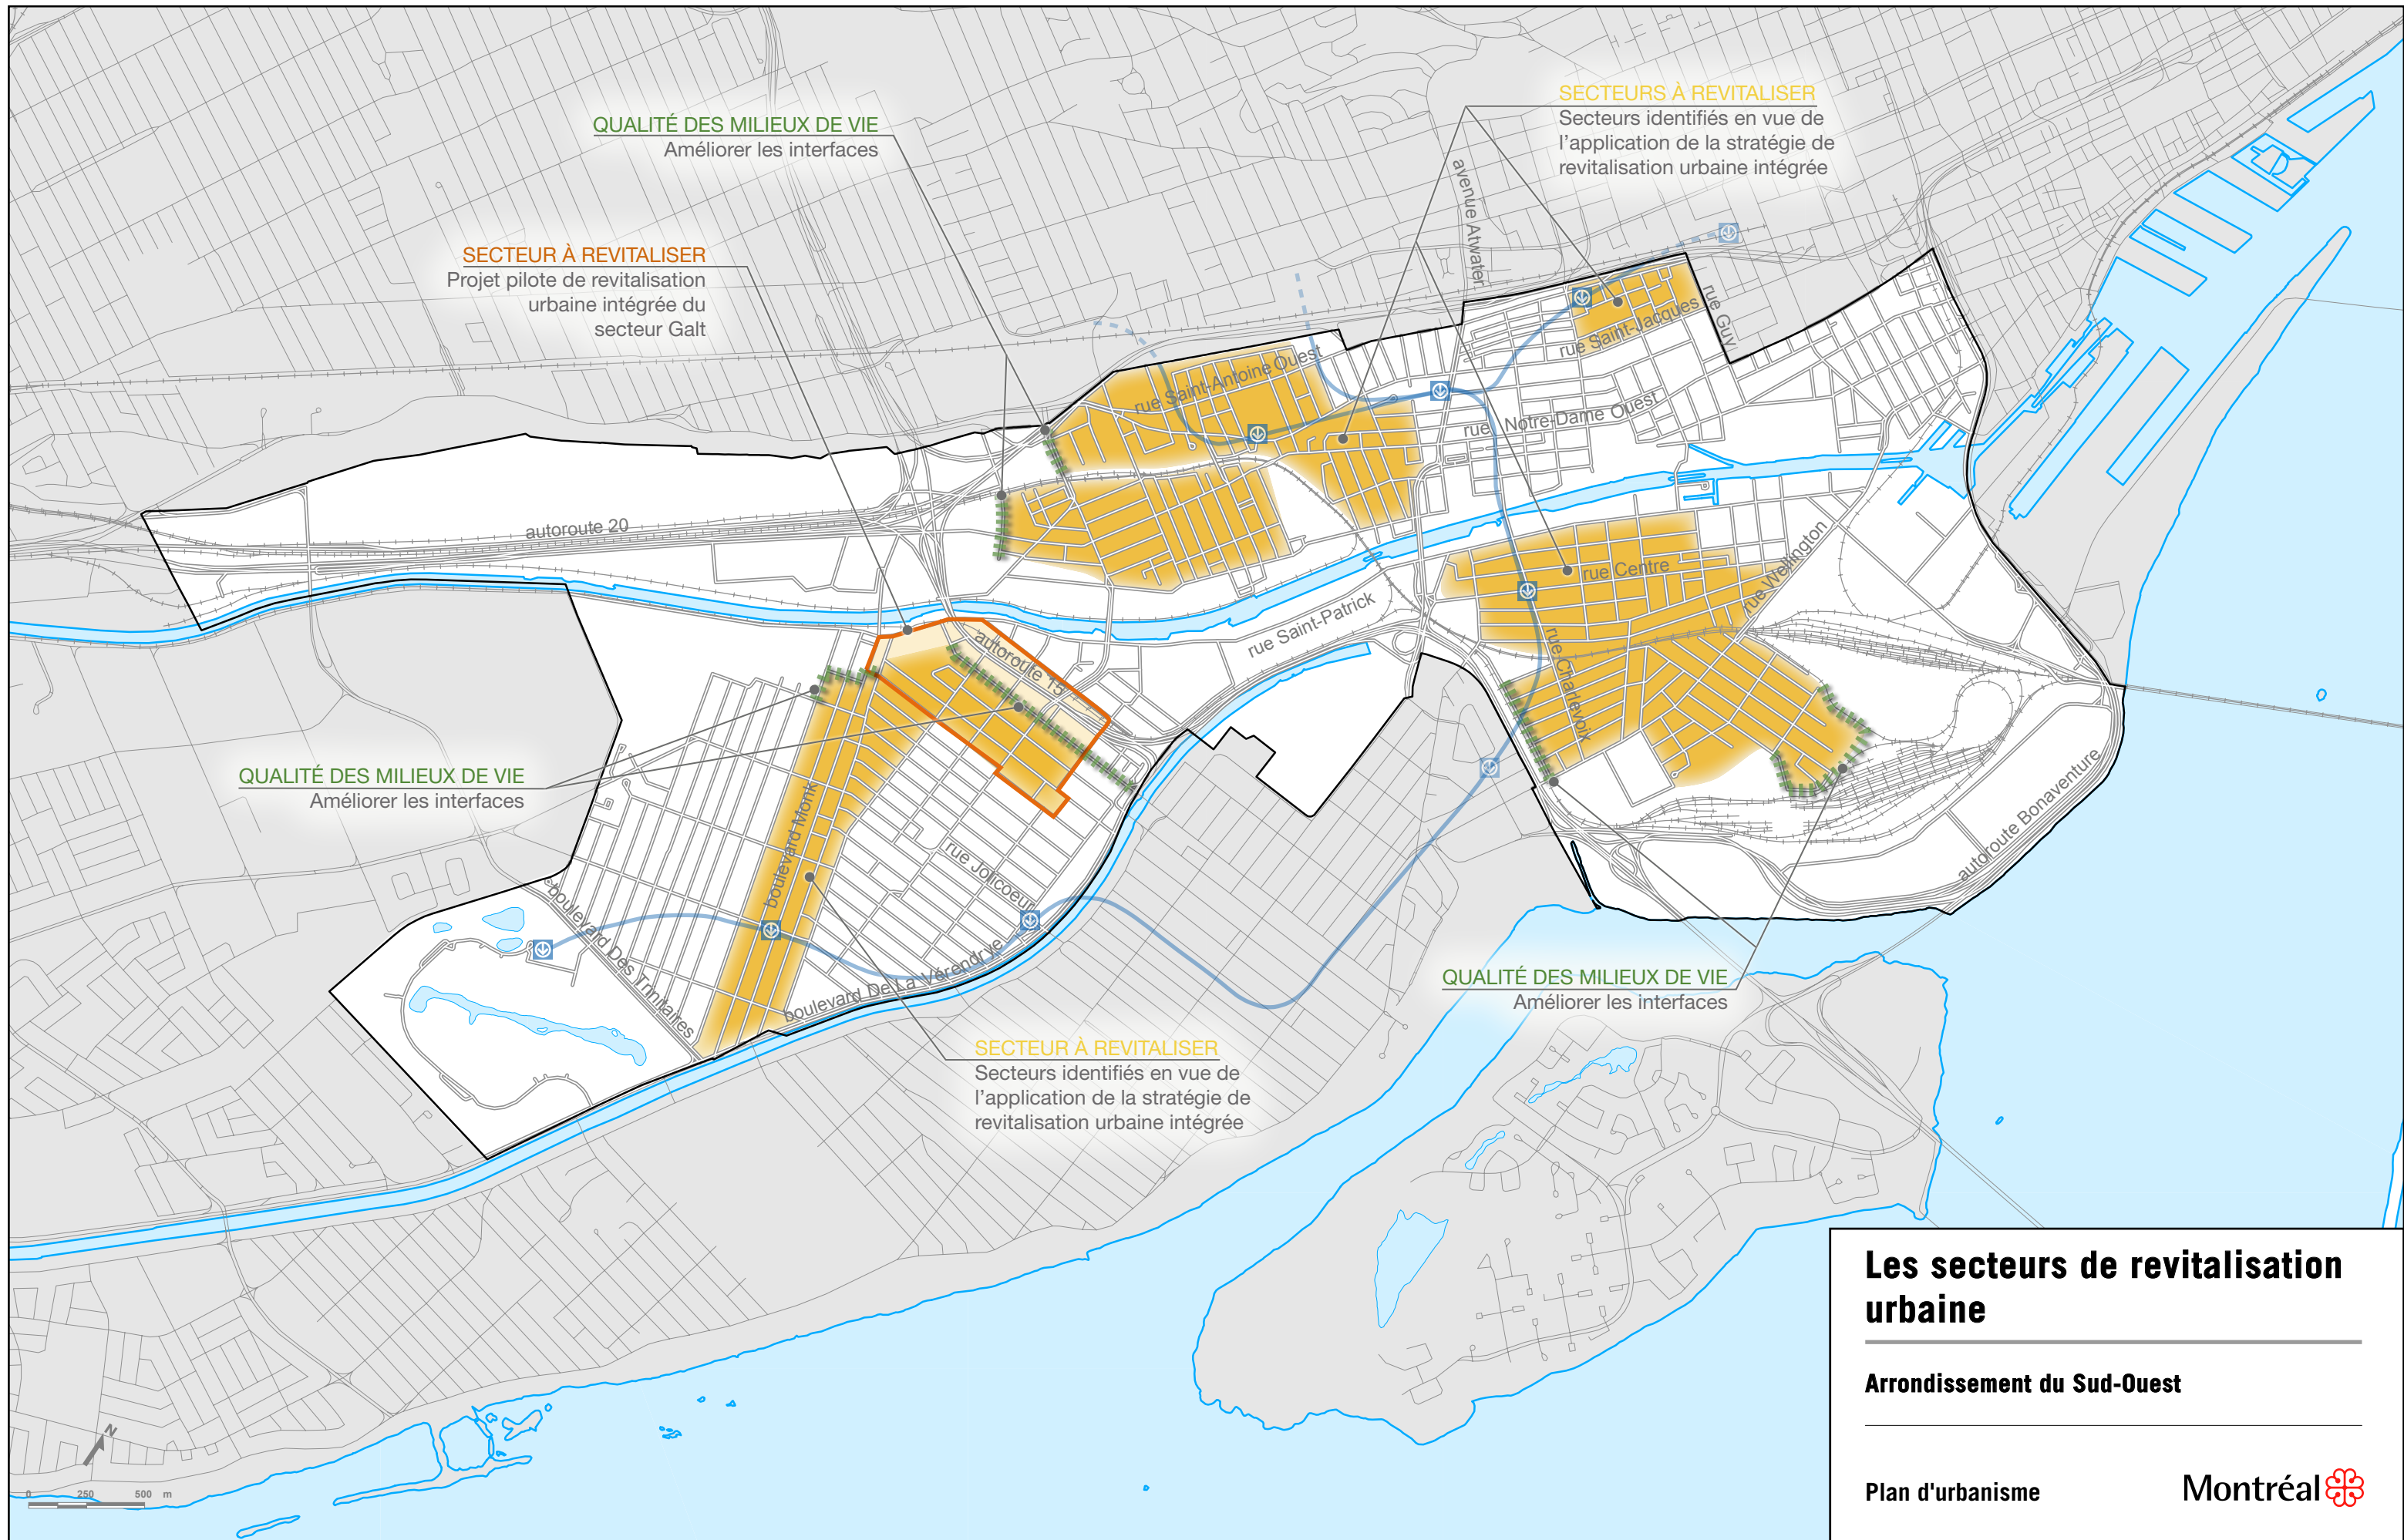 SECTEURS À REVITALISER
Secteurs identifiés en vue de
l'application de la stratégie de
revitalisation urbaine intégrée
QUALITÉ DES MILIEUX DE VIE
Améliorer les interfaces
SECTEUR À REVITALISER
Projet pilote de revitalisation
urbaine intégrée du
secteur Galt
avenue Atwater
rue Guy
rue Saint-Jacques
rue Saint-Antoine Ouest
rue Notre-Dame Ouest
autoroute 20
rue Centre
rue Wellington
rue Saint-Patrick
rue Charlevoix
autoroute 15
QUALITÉ DES MILIEUX DE VIE
Améliorer les interfaces
boulevard Monk
rue Jolicoeur
autoroute Bonaventure
boulevard Des Trinitaires
boulevard De La Vérendrye
QUALITÉ DES MILIEUX DE VIE
Améliorer les interfaces
SECTEUR À REVITALISER
Secteurs identifiés en vue de
l'application de la stratégie de
revitalisation urbaine intégrée
N
0 250 500 m
Les secteurs de revitalisation
urbaine
Arrondissement du Sud-Ouest
Plan d'urbanisme
Montréal